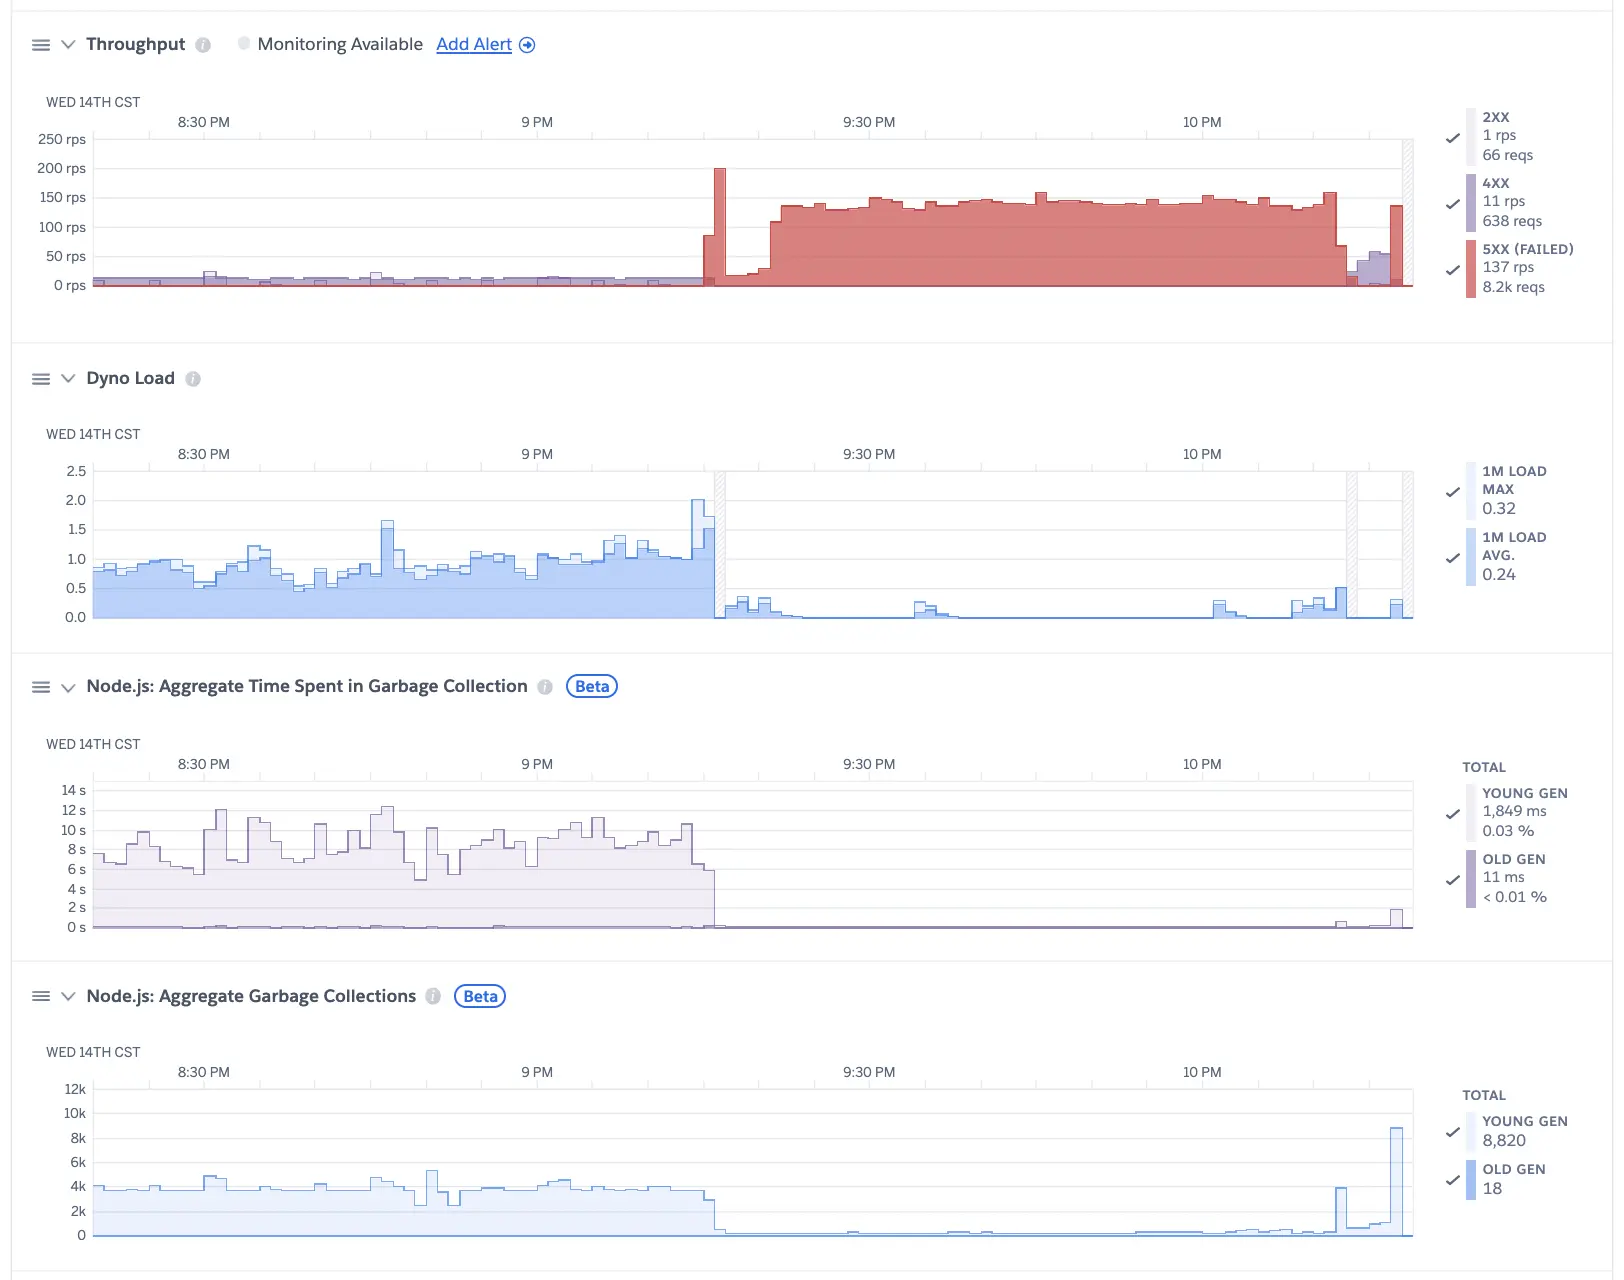 Throughput i Monitoring Available Add Alert
WED 14TH CST
8:30 PM 9 PM 9:30 PM 10 PM
250 rps
200 rps
150 rps
100 rps
50 rps
0 rps
2XX
1 rps
66 reqs
4XX
11 rps
638 reqs
5XX (FAILED)
137 rps
8.2k reqs
Dyno Load i
WED 14TH CST
8:30 PM 9 PM 9:30 PM 10 PM
2.5
2.0
1.5
1.0
0.5
0.0
1M LOAD
MAX
0.32
1M LOAD
AVG.
0.24
Node.js: Aggregate Time Spent in Garbage Collection i Beta
WED 14TH CST
8:30 PM 9 PM 9:30 PM 10 PM
14 s
12 s
10 s
8 s
6 s
4 s
2 s
0 s
TOTAL
YOUNG GEN
1,849 ms
0.03 %
OLD GEN
11 ms
< 0.01 %
Node.js: Aggregate Garbage Collections i Beta
WED 14TH CST
8:30 PM 9 PM 9:30 PM 10 PM
12k
10k
8k
6k
4k
2k
0
TOTAL
YOUNG GEN
8,820
OLD GEN
18